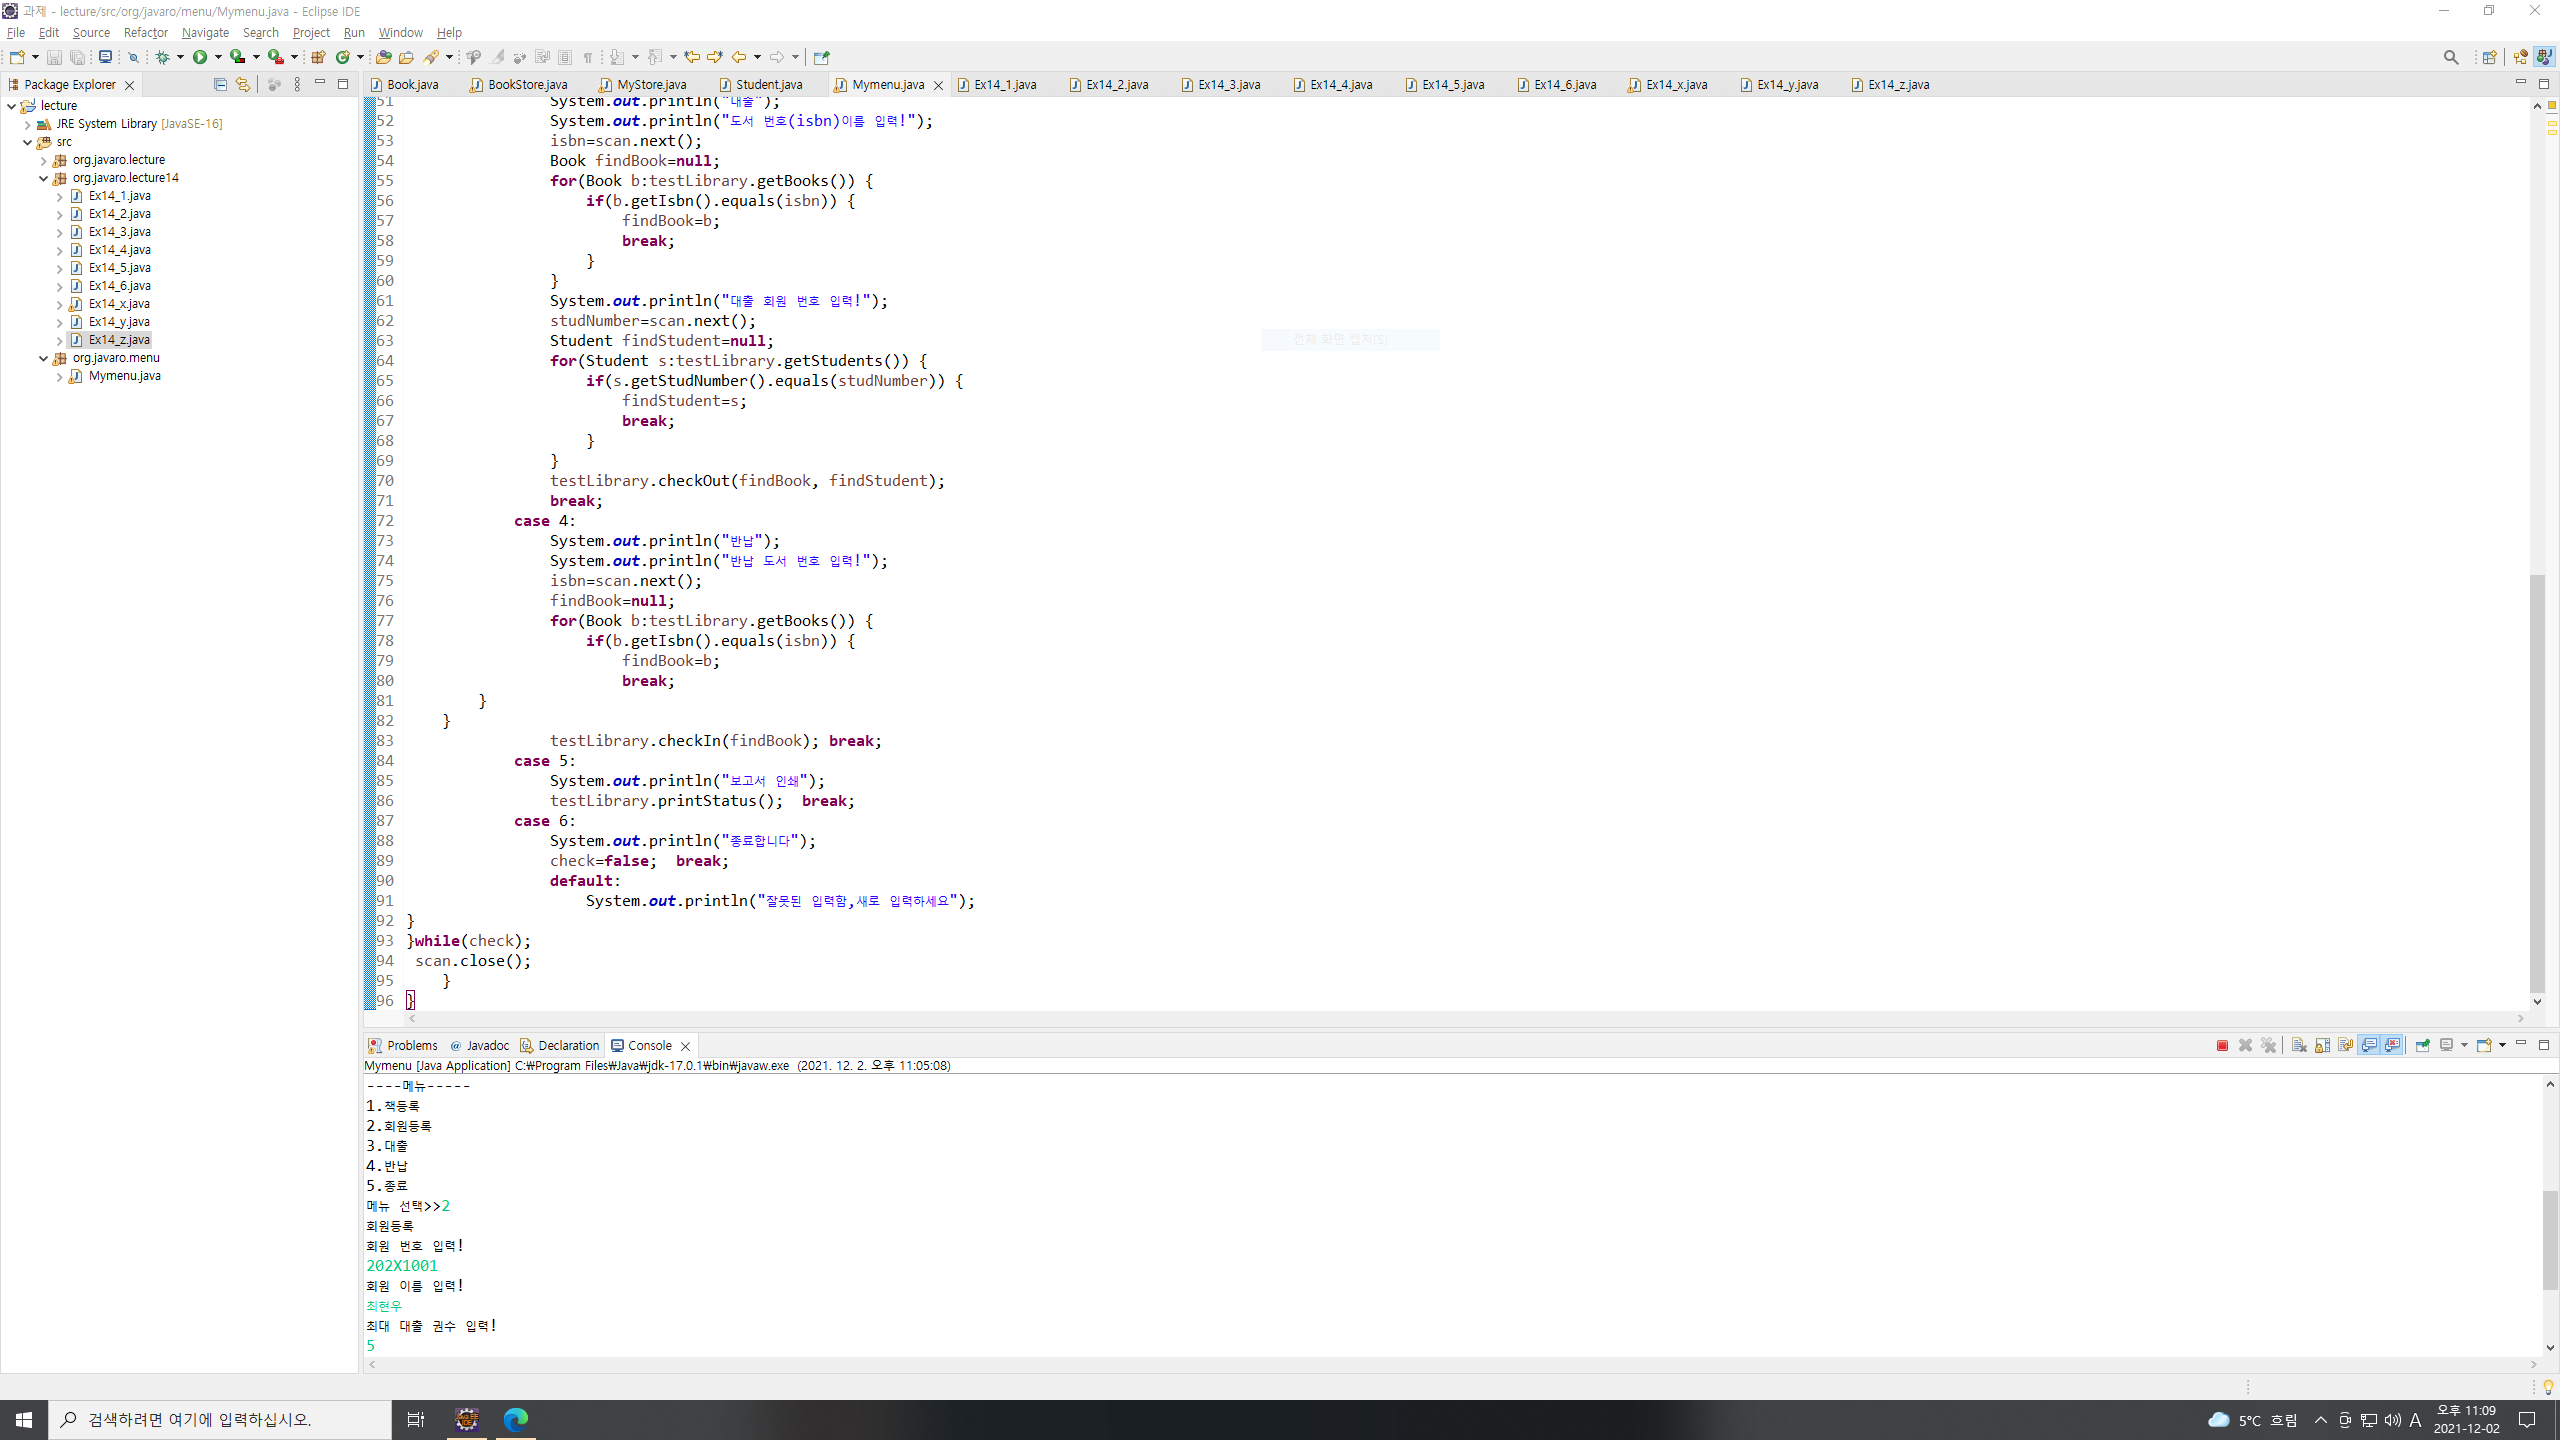 과제 - lecture/src/org/javaro/menu/Mymenu.java - Eclipse IDE
File Edit Source Refactor Navigate Search Project Run Window Help
Package Explorer
Book.java BookStore.java MyStore.java Student.java Mymenu.java Ex14_1.java Ex14_2.java Ex14_3.java Ex14_4.java Ex14_5.java Ex14_6.java Ex14_x.java Ex14_y.java Ex14_z.java
lecture
JRE System Library [JavaSE-16]
src
org.javaro.lecture
org.javaro.lecture14
Ex14_1.java
Ex14_2.java
Ex14_3.java
Ex14_4.java
Ex14_5.java
Ex14_6.java
Ex14_x.java
Ex14_y.java
Ex14_z.java
org.javaro.menu
Mymenu.java
51 System.out.println("대출");
52 System.out.println("도서 번호(isbn)이름 입력!");
53 isbn=scan.next();
54 Book findBook=null;
55 for(Book b:testLibrary.getBooks()) {
56 if(b.getIsbn().equals(isbn)) {
57 findBook=b;
58 break;
59 }
60 }
61 System.out.println("대출 회원 번호 입력!");
62 studNumber=scan.next();
63 Student findStudent=null;
64 for(Student s:testLibrary.getStudents()) {
65 if(s.getStudNumber().equals(studNumber)) {
66 findStudent=s;
67 break;
68 }
69 }
70 testLibrary.checkOut(findBook, findStudent);
71 break;
72 case 4:
73 System.out.println("반납");
74 System.out.println("반납 도서 번호 입력!");
75 isbn=scan.next();
76 findBook=null;
77 for(Book b:testLibrary.getBooks()) {
78 if(b.getIsbn().equals(isbn)) {
79 findBook=b;
80 break;
81 }
82 }
83 testLibrary.checkIn(findBook); break;
84 case 5:
85 System.out.println("보고서 인쇄");
86 testLibrary.printStatus();  break;
87 case 6:
88 System.out.println("종료합니다");
89 check=false;  break;
90 default:
91 System.out.println("잘못된 입력함,새로 입력하세요");
92 }
93 }while(check);
94 scan.close();
95 }
96 }
전체 화면 캡처(S)
Problems @ Javadoc Declaration Console
Mymenu [Java Application] C:₩Program Files₩Java₩jdk-17.0.1₩bin₩javaw.exe (2021. 12. 2. 오후 11:05:08)
----메뉴-----
1.책등록
2.회원등록
3.대출
4.반납
5.종료
메뉴 선택>>2
회원등록
회원 번호 입력!
202X1001
회원 이름 입력!
최현우
최대 대출 권수 입력!
5
검색하려면 여기에 입력하십시오.
5°C 흐림
A
오후 11:09
2021-12-02